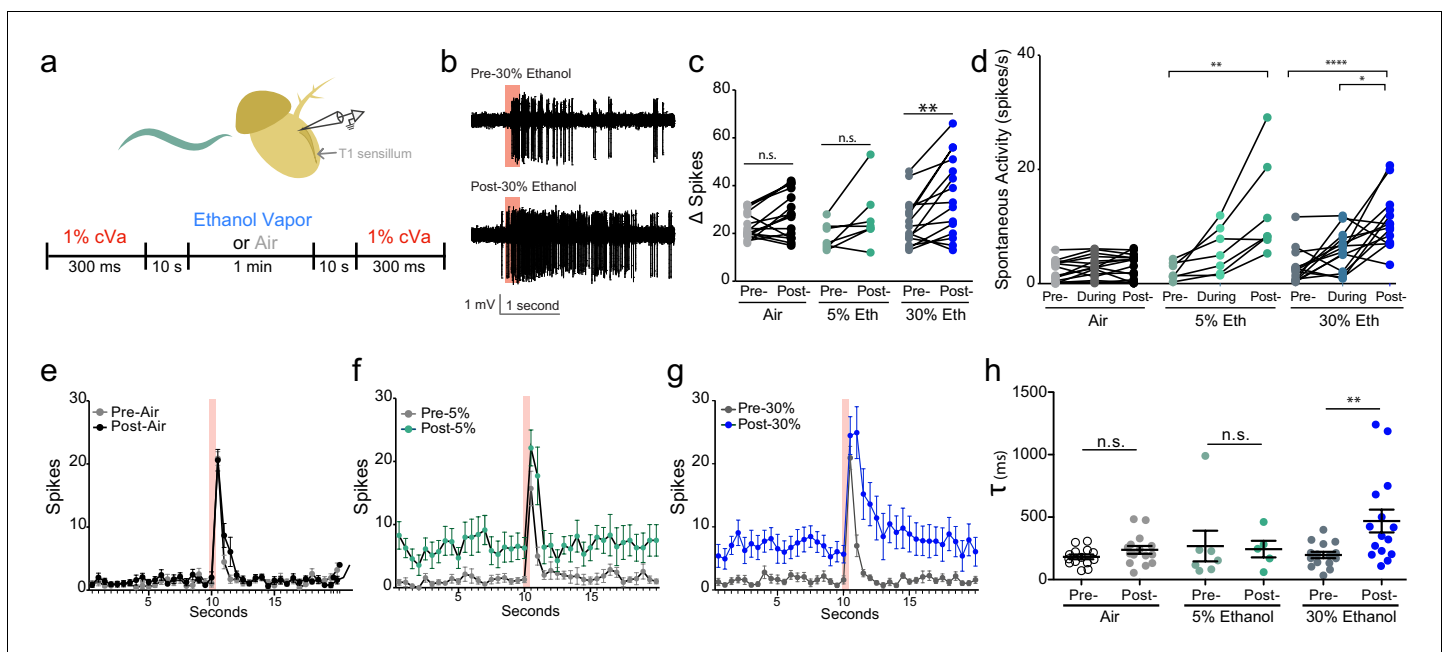 a
T1 sensillum
Ethanol Vapor
or Air
1% cVa
1% cVa
300 ms
10 s
1 min
10 s
300 ms
b
Pre-30% Ethanol
Post-30% Ethanol
1 mV
1 second
c
Δ Spikes
80
60
40
20
0
n.s.
n.s.
**
Pre- Post- Pre- Post- Pre- Post-
Air 5% Eth 30% Eth
d
Spontaneous Activity (spikes/s)
40
20
0
**
****
*
Pre- During Post- Pre- During Post- Pre- During Post-
Air 5% Eth 30% Eth
e
Spikes
30
20
10
0
Pre-Air
Post-Air
5 10 15
Seconds
f
Spikes
30
20
10
0
Pre-5%
Post-5%
5 10 15
Seconds
g
Spikes
30
20
10
0
Pre-30%
Post-30%
5 10 15
Seconds
h
τ (ms)
1500
1000
500
0
n.s.
n.s.
**
Pre- Post- Pre- Post- Pre- Post-
Air 5% Ethanol 30% Ethanol